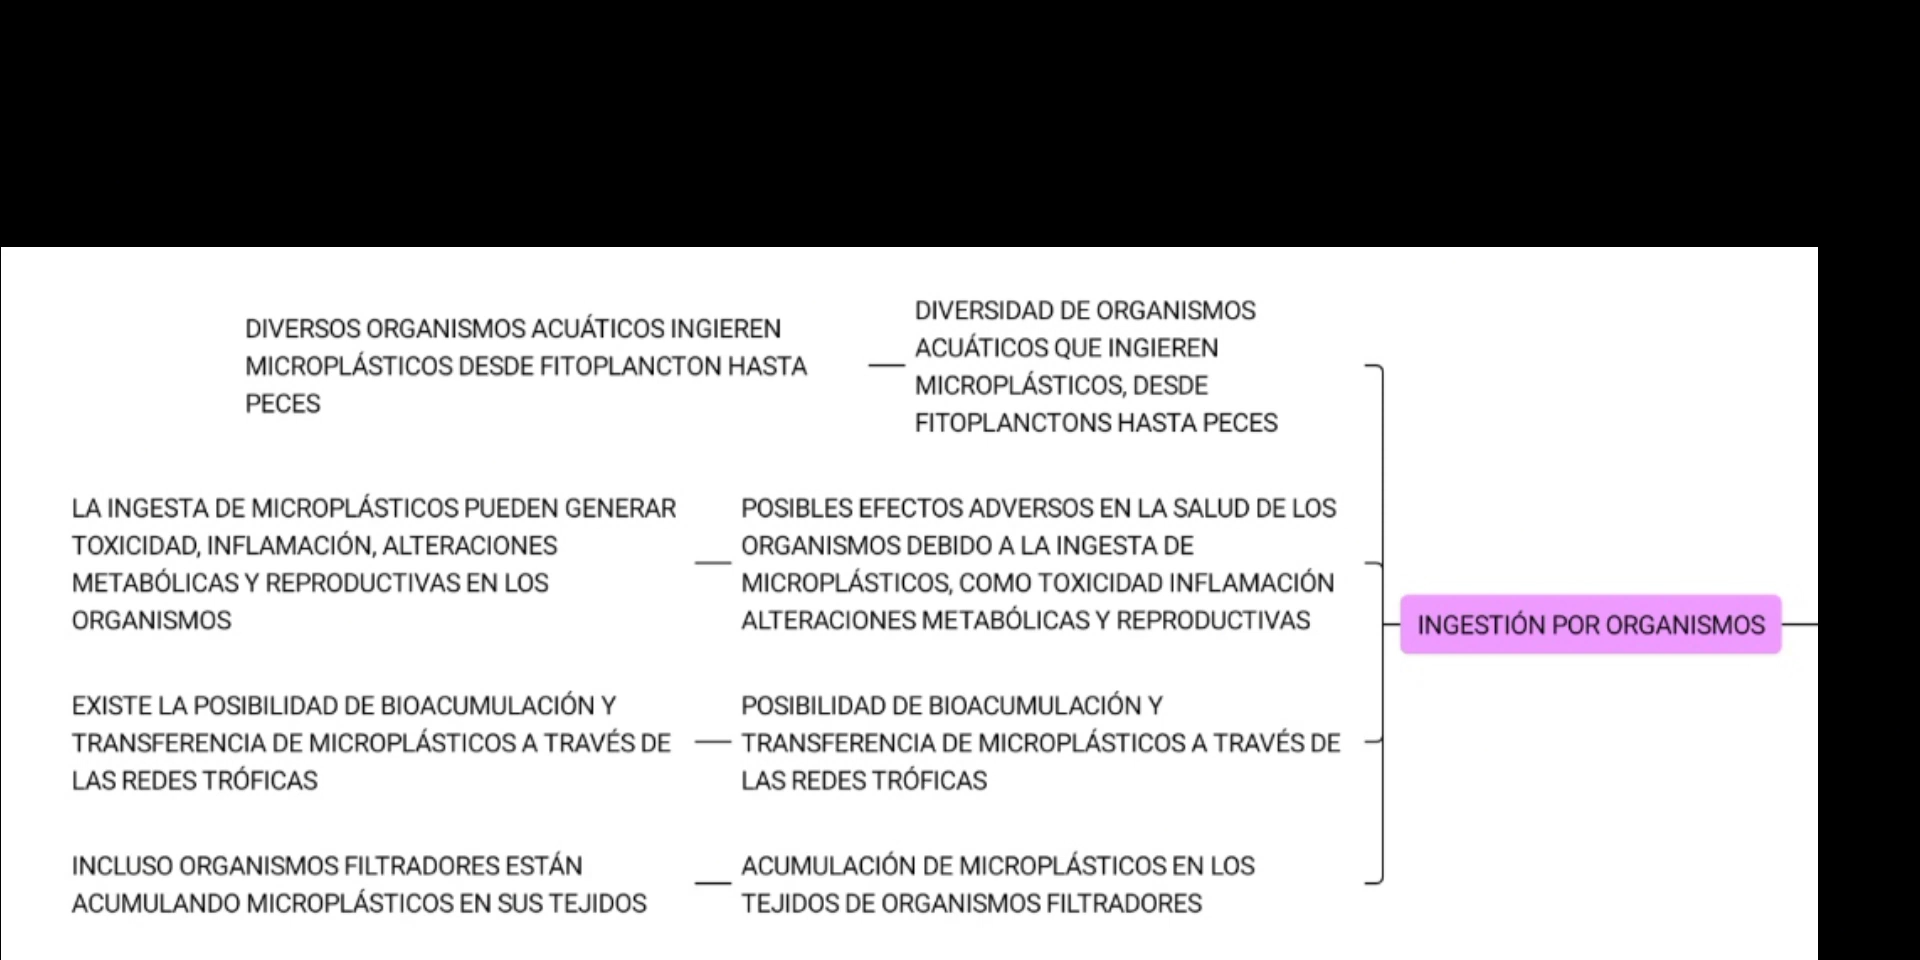 DIVERSOS ORGANISMOS ACUÁTICOS INGIEREN
MICROPLÁSTICOS DESDE FITOPLANCTON HASTA
PECES
DIVERSIDAD DE ORGANISMOS
ACUÁTICOS QUE INGIEREN
MICROPLÁSTICOS, DESDE
FITOPLANCTONS HASTA PECES
LA INGESTA DE MICROPLÁSTICOS PUEDEN GENERAR
TOXICIDAD, INFLAMACIÓN, ALTERACIONES
METABÓLICAS Y REPRODUCTIVAS EN LOS
ORGANISMOS
POSIBLES EFECTOS ADVERSOS EN LA SALUD DE LOS
ORGANISMOS DEBIDO A LA INGESTA DE
MICROPLÁSTICOS, COMO TOXICIDAD INFLAMACIÓN
ALTERACIONES METABÓLICAS Y REPRODUCTIVAS
INGESTIÓN POR ORGANISMOS
EXISTE LA POSIBILIDAD DE BIOACUMULACIÓN Y
TRANSFERENCIA DE MICROPLÁSTICOS A TRAVÉS DE
LAS REDES TRÓFICAS
POSIBILIDAD DE BIOACUMULACIÓN Y
TRANSFERENCIA DE MICROPLÁSTICOS A TRAVÉS DE
LAS REDES TRÓFICAS
INCLUSO ORGANISMOS FILTRADORES ESTÁN
ACUMULANDO MICROPLÁSTICOS EN SUS TEJIDOS
ACUMULACIÓN DE MICROPLÁSTICOS EN LOS
TEJIDOS DE ORGANISMOS FILTRADORES